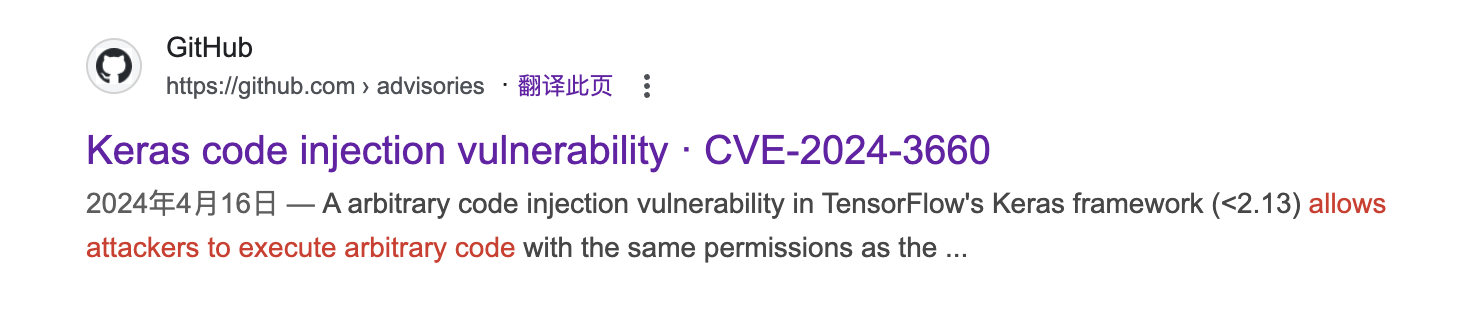 GitHub
https://github.com › advisories · 翻译此页
Keras code injection vulnerability · CVE-2024-3660
2024年4月16日 — A arbitrary code injection vulnerability in TensorFlow's Keras framework (<2.13) allows
attackers to execute arbitrary code with the same permissions as the ...